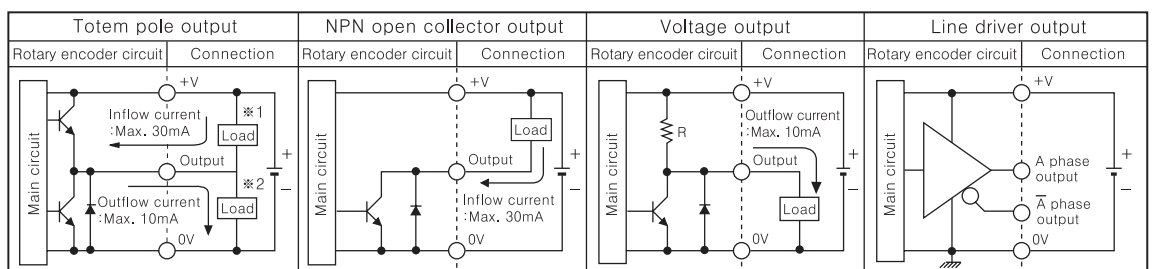 Totem pole output
NPN open collector output
Voltage output
Line driver output
Rotary encoder circuit
Connection
Rotary encoder circuit
Connection
Rotary encoder circuit
Connection
Rotary encoder circuit
Connection
Main circuit
+V
Inflow current
:Max. 30mA
※1
Load
Output
+
−
※2
Outflow current
:Max. 10mA
Load
0V
Main circuit
+V
Load
Output
+
−
Inflow current
:Max. 30mA
0V
Main circuit
+V
R
Outflow current
:Max. 10mA
Output
+
−
Load
0V
Main circuit
+V
A phase
output
+
−
A̅ phase
output
0V